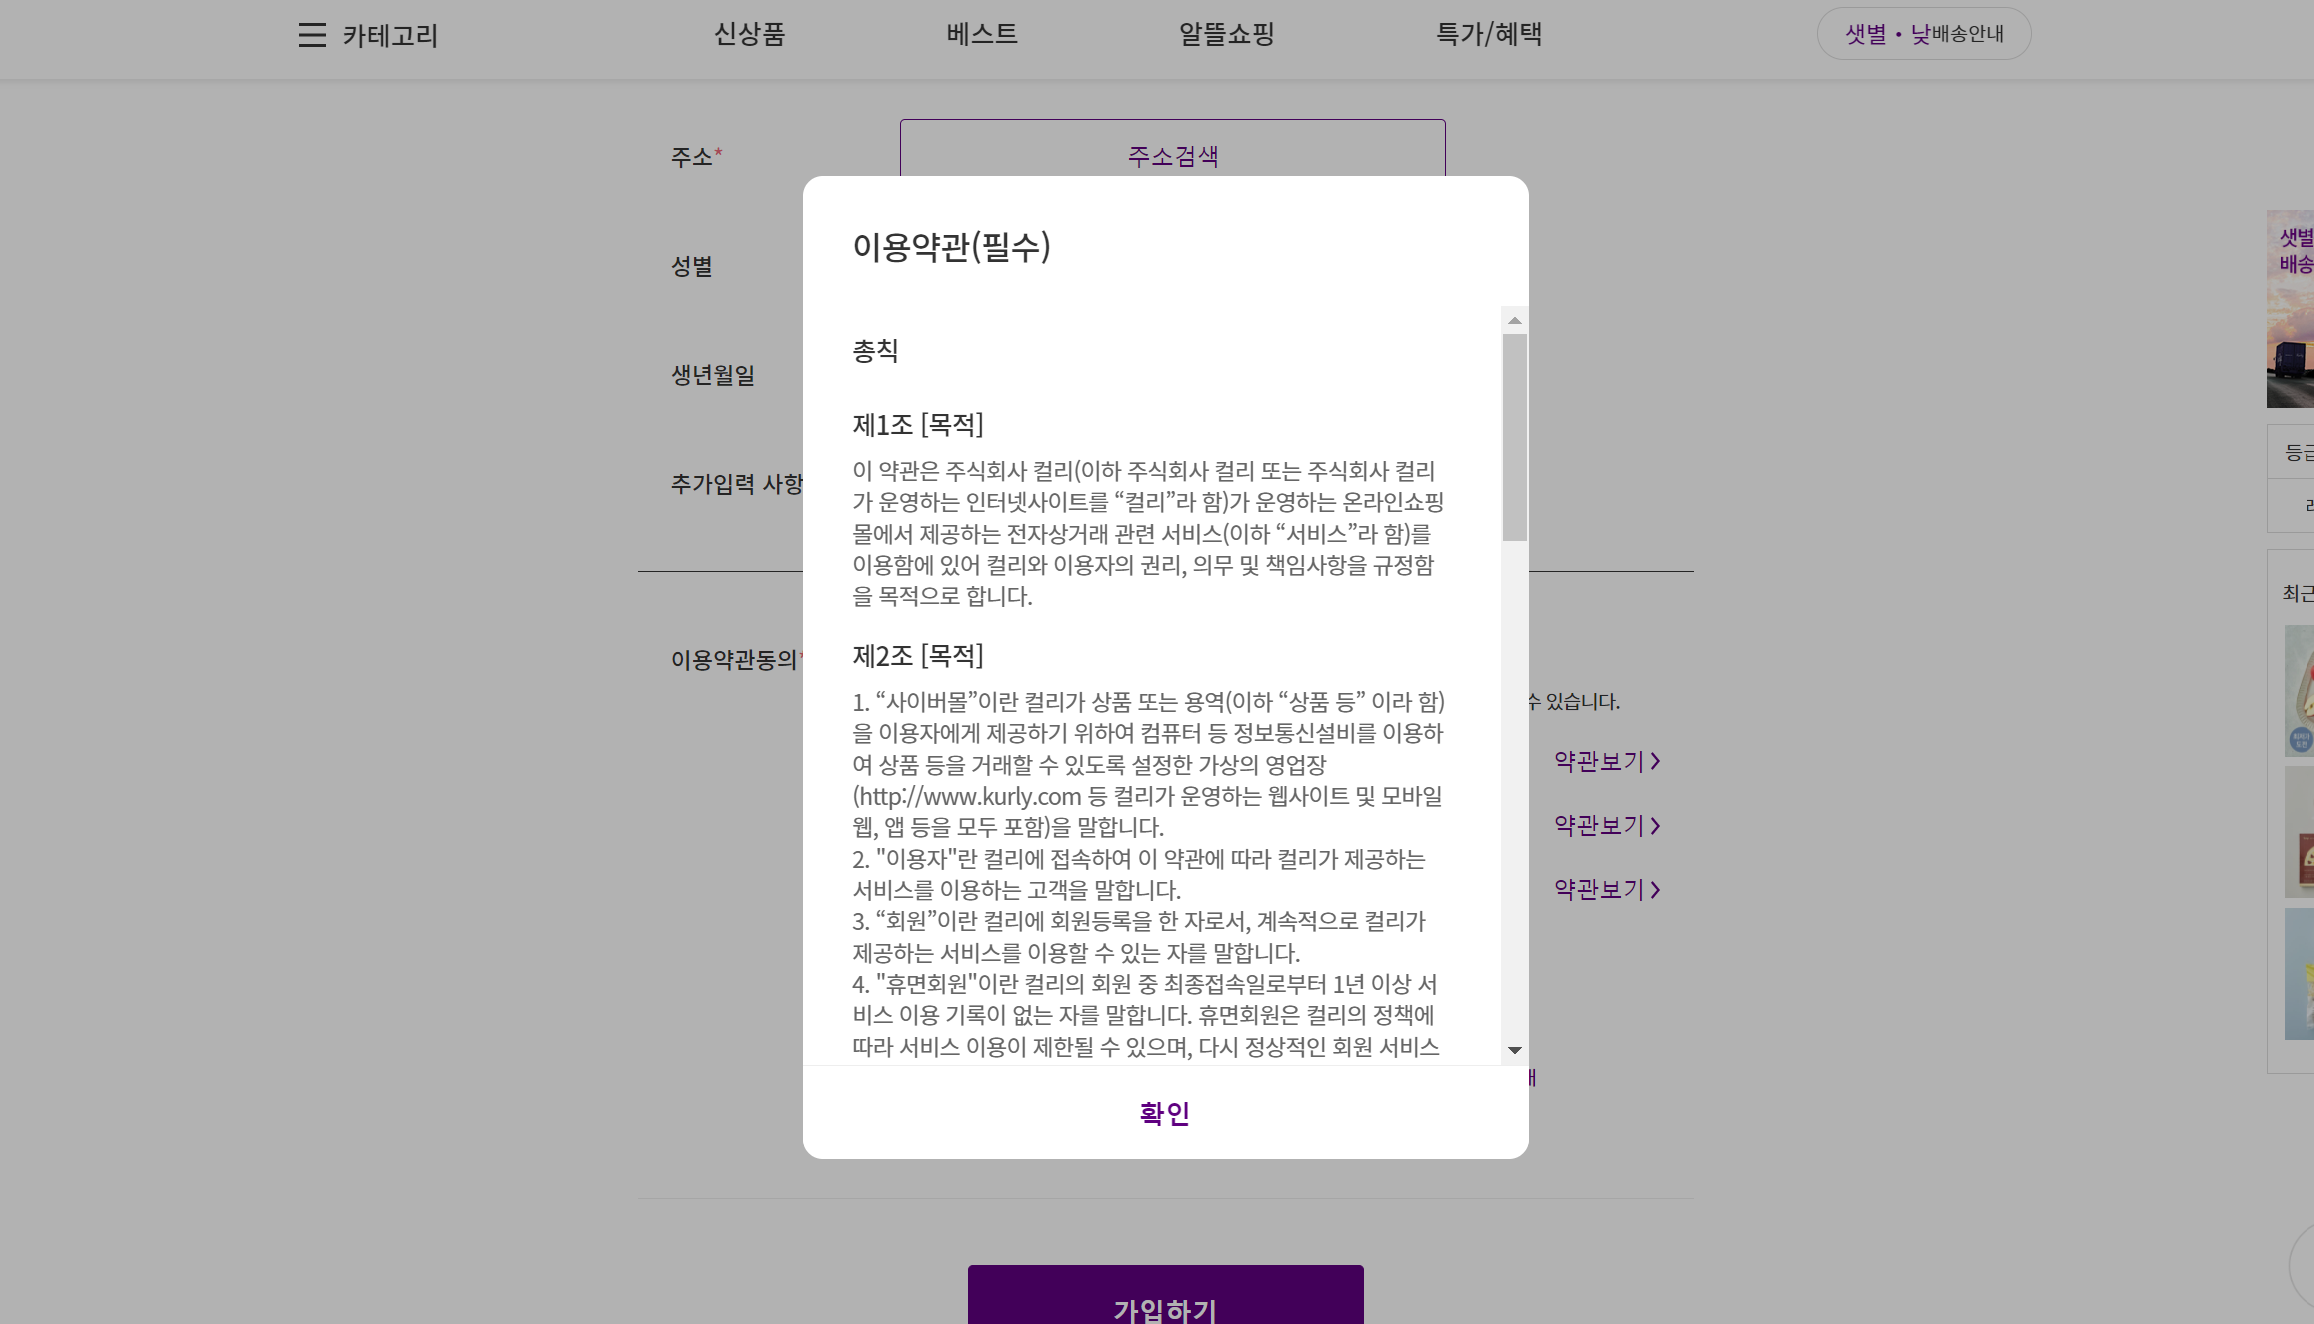 카테고리
신상품
베스트
알뜰쇼핑
특가/혜택
샛별・낮배송안내
주소*
주소검색
성별
생년월일
추가입력 사항
이용약관동의*
이용약관(필수)
총칙
제1조 [목적]
이 약관은 주식회사 컬리(이하 주식회사 컬리 또는 주식회사 컬리
가 운영하는 인터넷사이트를 “컬리”라 함)가 운영하는 온라인쇼핑
몰에서 제공하는 전자상거래 관련 서비스(이하 “서비스”라 함)를
이용함에 있어 컬리와 이용자의 권리, 의무 및 책임사항을 규정함
을 목적으로 합니다.
제2조 [목적]
1. “사이버몰”이란 컬리가 상품 또는 용역(이하 “상품 등” 이라 함)
을 이용자에게 제공하기 위하여 컴퓨터 등 정보통신설비를 이용하
여 상품 등을 거래할 수 있도록 설정한 가상의 영업장
(http://www.kurly.com 등 컬리가 운영하는 웹사이트 및 모바일
웹, 앱 등을 모두 포함)을 말합니다.
2. "이용자"란 컬리에 접속하여 이 약관에 따라 컬리가 제공하는
서비스를 이용하는 고객을 말합니다.
3. “회원”이란 컬리에 회원등록을 한 자로서, 계속적으로 컬리가
제공하는 서비스를 이용할 수 있는 자를 말합니다.
4. "휴면회원"이란 컬리의 회원 중 최종접속일로부터 1년 이상 서
비스 이용 기록이 없는 자를 말합니다. 휴면회원은 컬리의 정책에
따라 서비스 이용이 제한될 수 있으며, 다시 정상적인 회원 서비스
확인
수 있습니다.
약관보기
약관보기
약관보기
가입하기
샛별
배송
등급
최근